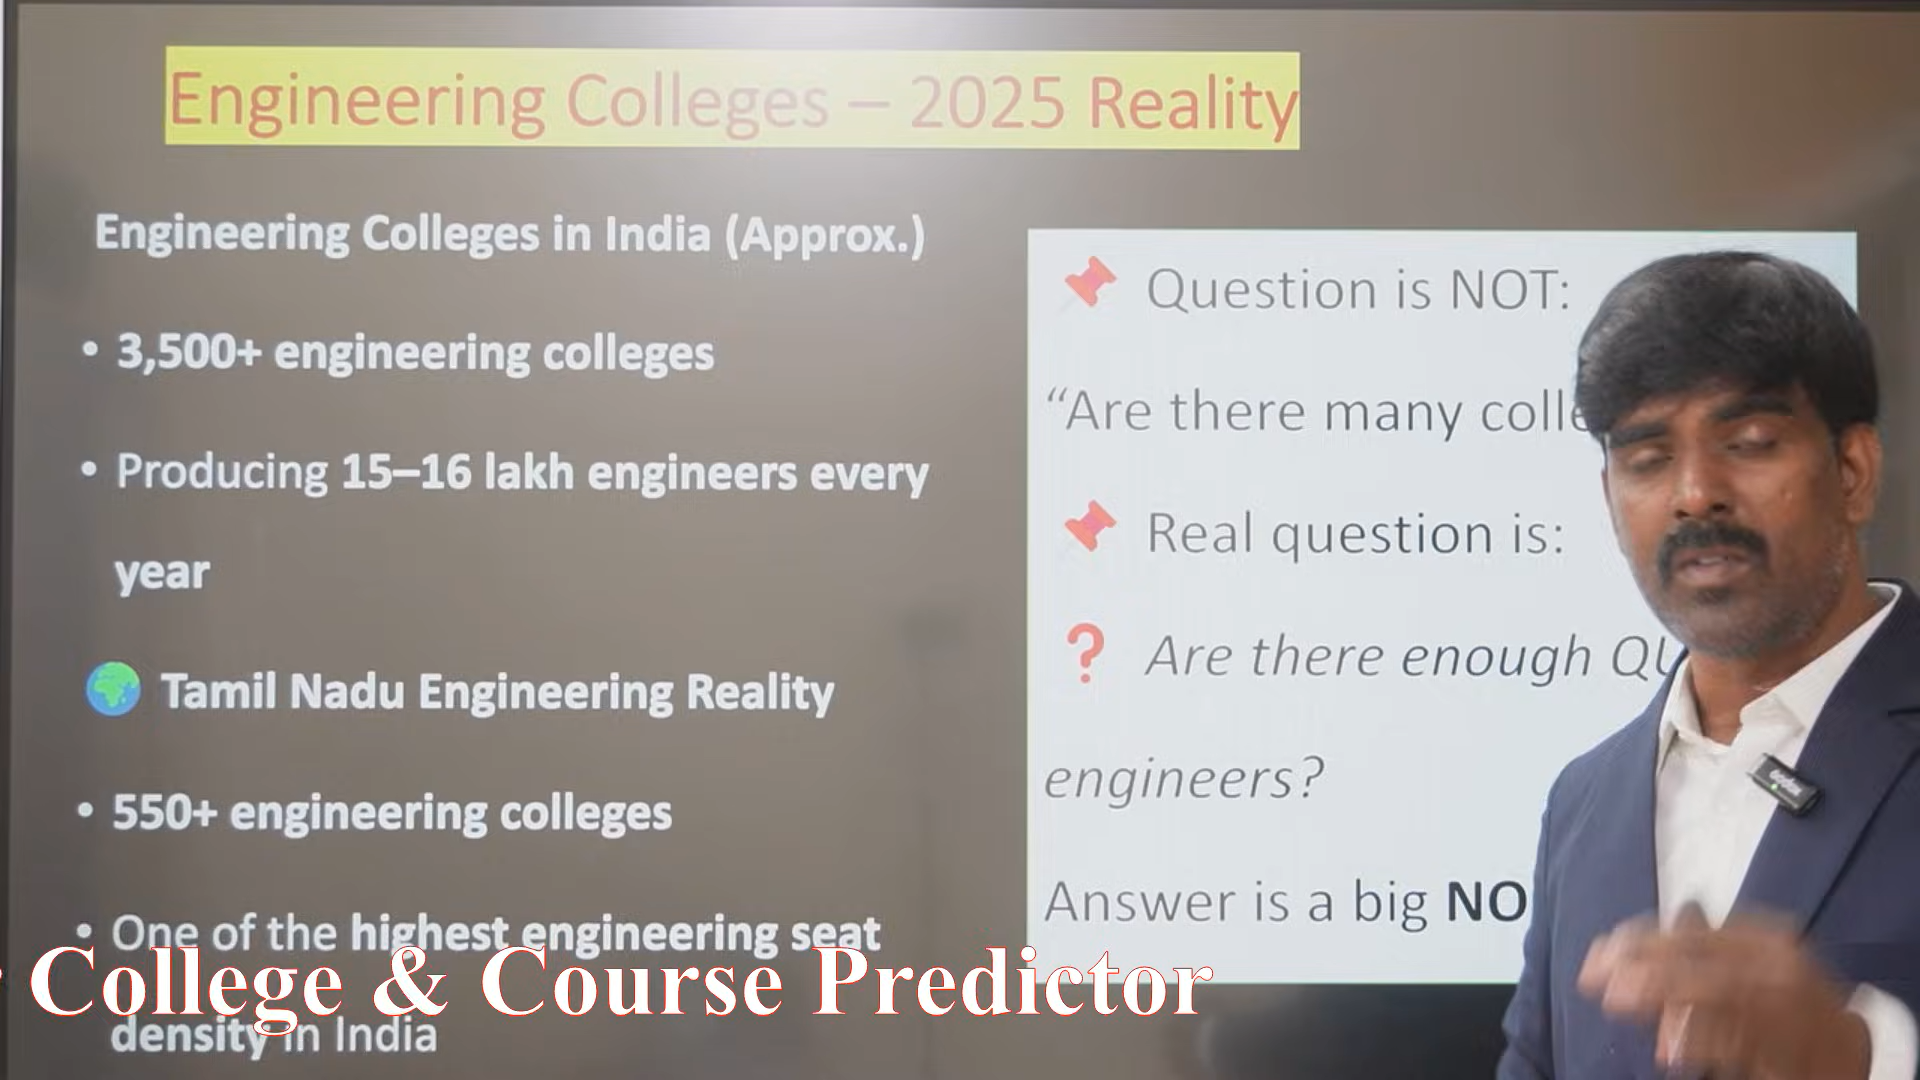 Engineering Colleges – 2025 Reality
Engineering Colleges in India (Approx.)
• 3,500+ engineering colleges
• Producing 15–16 lakh engineers every
year
🌍 Tamil Nadu Engineering Reality
• 550+ engineering colleges
• One of the highest engineering seat
density in India
📌 Question is NOT:
“Are there many
📌 Real question is:
❓ Are there enough
engineers?
Answer is a big NO
College & Course Predictor